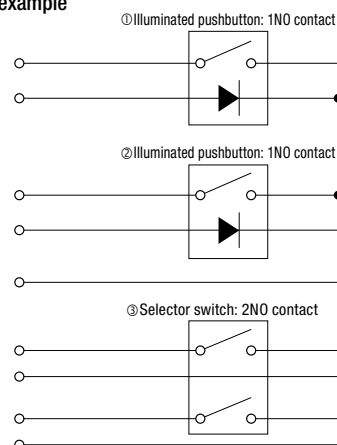 example
①Illuminated pushbutton: 1NO contact
②Illuminated pushbutton: 1NO contact
③Selector switch: 2NO contact